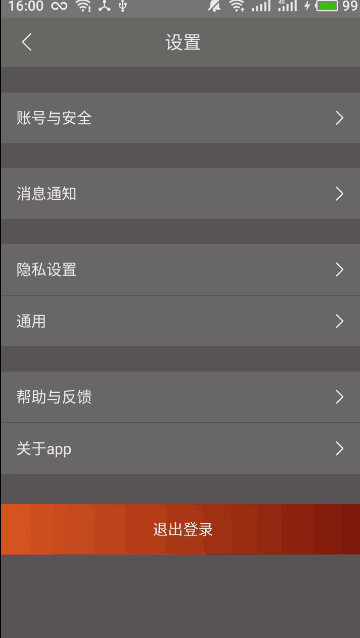 16:00 99
设置
账号与安全
消息通知
隐私设置
通用
帮助与反馈
关于app
退出登录